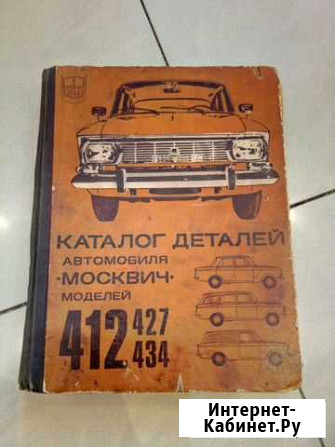 КАТАЛОГ ДЕТАЛЕЙ
АВТОМОБИЛЯ
·МОСКВИЧ·
МОДЕЛЕЙ
412 427
434
Интернет-
Кабинет.Ру